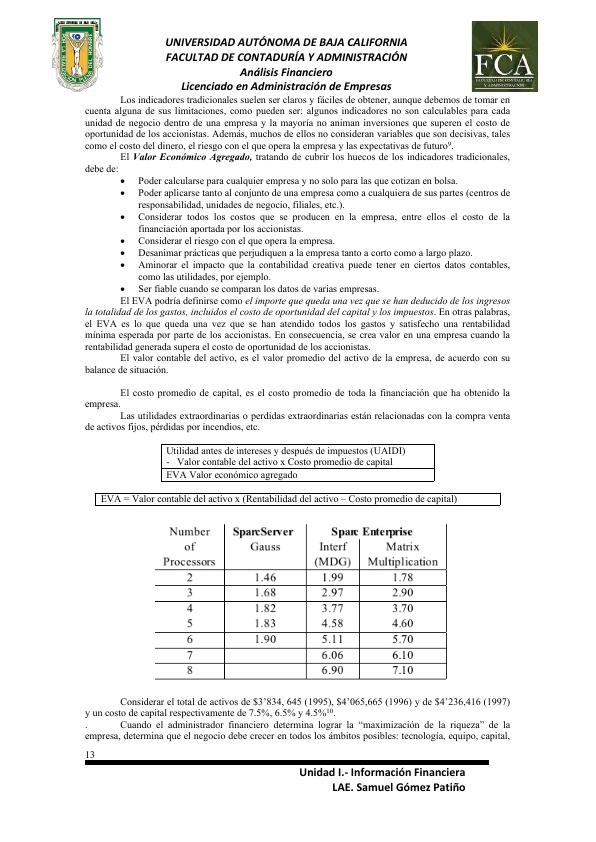 UNIVERSIDAD AUTÓNOMA DE BAJA CALIFORNIA
FACULTAD DE CONTADURÍA Y ADMINISTRACIÓN
Análisis Financiero
Licenciado en Administración de Empresas
FCA
Los indicadores tradicionales suelen ser claros y fáciles de obtener, aunque debemos de tomar en
cuenta alguna de sus limitaciones, como pueden ser: algunos indicadores no son calculables para cada
unidad de negocio dentro de una empresa y la mayoría no animan inversiones que superen el costo de
oportunidad de los accionistas. Además, muchos de ellos no consideran variables que son decisivas, tales
como el costo del dinero, el riesgo con el que opera la empresa y las expectativas de futuro⁹.
El Valor Económico Agregado, tratando de cubrir los huecos de los indicadores tradicionales,
debe de:
• Poder calcularse para cualquier empresa y no solo para las que cotizan en bolsa.
• Poder aplicarse tanto al conjunto de una empresa como a cualquiera de sus partes (centros de
responsabilidad, unidades de negocio, filiales, etc.).
• Considerar todos los costos que se producen en la empresa, entre ellos el costo de la
financiación aportada por los accionistas.
• Considerar el riesgo con el que opera la empresa.
• Desanimar prácticas que perjudiquen a la empresa tanto a corto como a largo plazo.
• Aminorar el impacto que la contabilidad creativa puede tener en ciertos datos contables,
como las utilidades, por ejemplo.
• Ser fiable cuando se comparan los datos de varias empresas.
El EVA podría definirse como el importe que queda una vez que se han deducido de los ingresos
la totalidad de los gastos, incluidos el costo de oportunidad del capital y los impuestos. En otras palabras,
el EVA es lo que queda una vez que se han atendido todos los gastos y satisfecho una rentabilidad
mínima esperada por parte de los accionistas. En consecuencia, se crea valor en una empresa cuando la
rentabilidad generada supera el costo de oportunidad de los accionistas.
El valor contable del activo, es el valor promedio del activo de la empresa, de acuerdo con su
balance de situación.
El costo promedio de capital, es el costo promedio de toda la financiación que ha obtenido la
empresa.
Las utilidades extraordinarias o perdidas extraordinarias están relacionadas con la compra venta
de activos fijos, pérdidas por incendios, etc.
Utilidad antes de intereses y después de impuestos (UAIDI)
- Valor contable del activo x Costo promedio de capital
EVA Valor económico agregado
EVA = Valor contable del activo x (Rentabilidad del activo – Costo promedio de capital)
Number SparcServer Sparc Enterprise
of Gauss Interf Matrix
Processors (MDG) Multiplication
2 1.46 1.99 1.78
3 1.68 2.97 2.90
4 1.82 3.77 3.70
5 1.83 4.58 4.60
6 1.90 5.11 5.70
7 6.06 6.10
8 6.90 7.10
Considerar el total de activos de $3’834, 645 (1995), $4’065,665 (1996) y de $4’236,416 (1997)
y un costo de capital respectivamente de 7.5%, 6.5% y 4.5%¹⁰.
. Cuando el administrador financiero determina lograr la “maximización de la riqueza” de la
empresa, determina que el negocio debe crecer en todos los ámbitos posibles: tecnología, equipo, capital,
13
Unidad I.- Información Financiera
LAE. Samuel Gómez Patiño